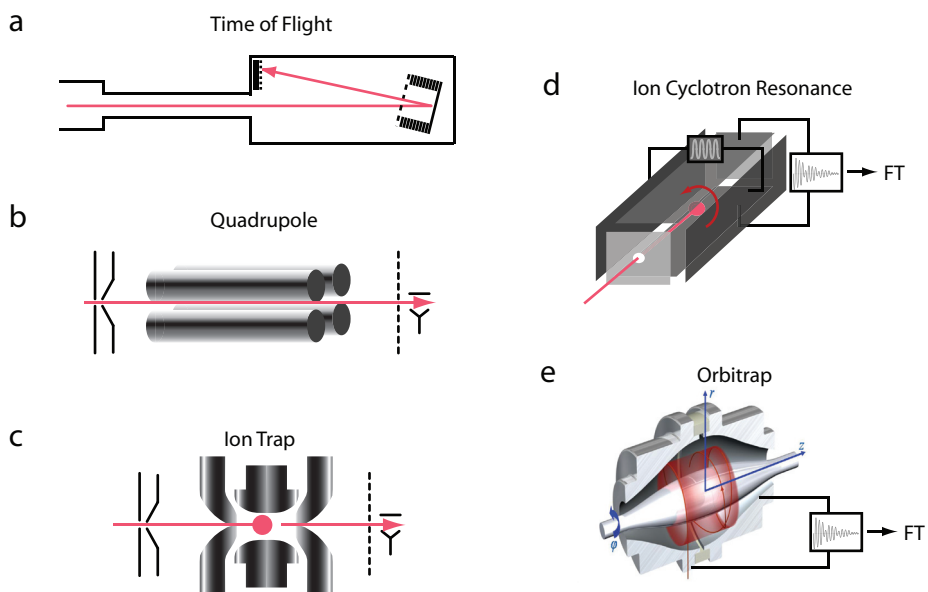 a
Time of Flight
b
Quadrupole
c
Ion Trap
d
Ion Cyclotron Resonance
FT
e
Orbitrap
r
z
φ
FT